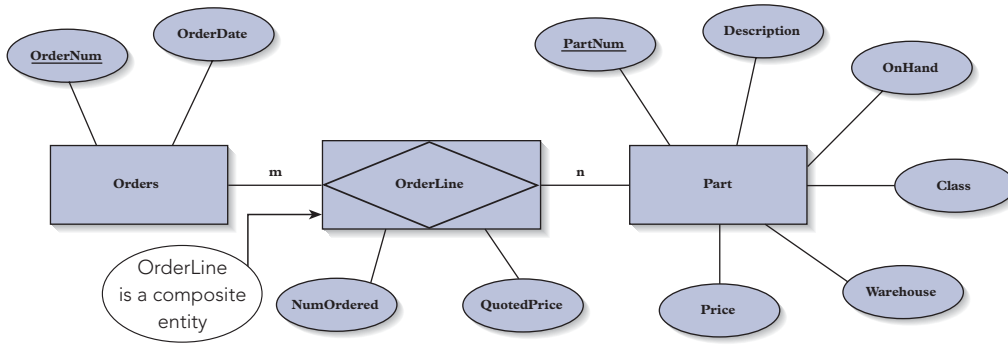 OrderNum
OrderDate
PartNum
Description
OnHand
Orders
m
OrderLine
n
Part
Class
OrderLine
is a composite
entity
NumOrdered
QuotedPrice
Price
Warehouse